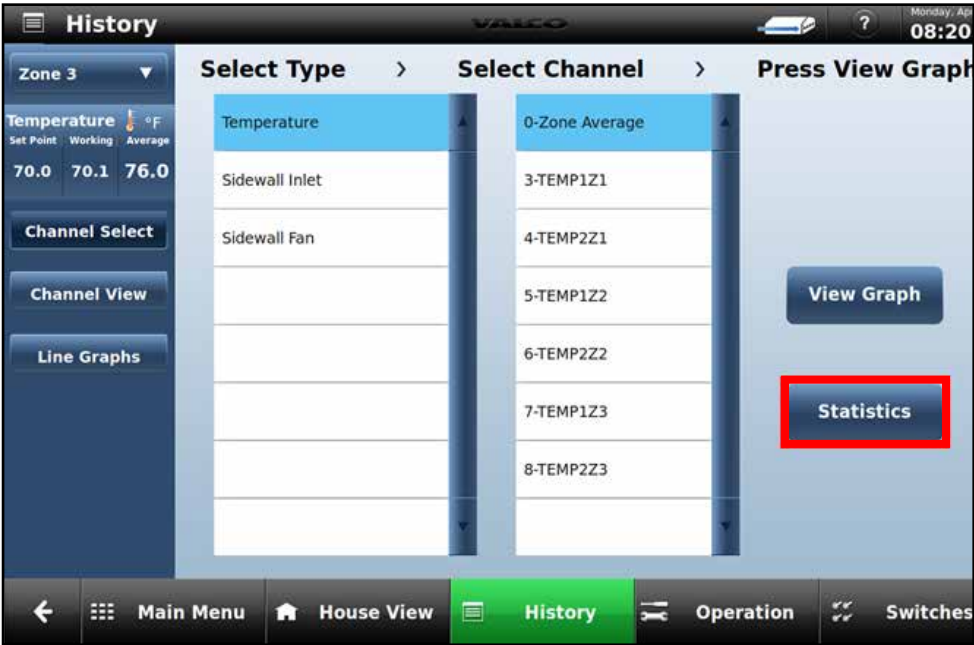 History
VALCO
?
Monday, Ap
08:20
Zone 3
Temperature °F
Set Point Working Average
70.0 70.1 76.0
Channel Select
Channel View
Line Graphs
Select Type > Select Channel > Press View Graph
Temperature
Sidewall Inlet
Sidewall Fan
0-Zone Average
3-TEMP1Z1
4-TEMP2Z1
5-TEMP1Z2
6-TEMP2Z2
7-TEMP1Z3
8-TEMP2Z3
View Graph
Statistics
Main Menu House View History Operation Switches